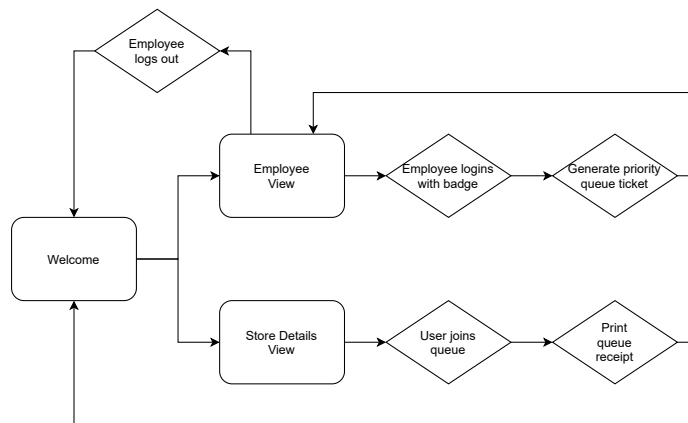 Employee
logs out
Employee
View
Employee logins
with badge
Generate priority
queue ticket
Welcome
Store Details
View
User joins
queue
Print
queue
receipt